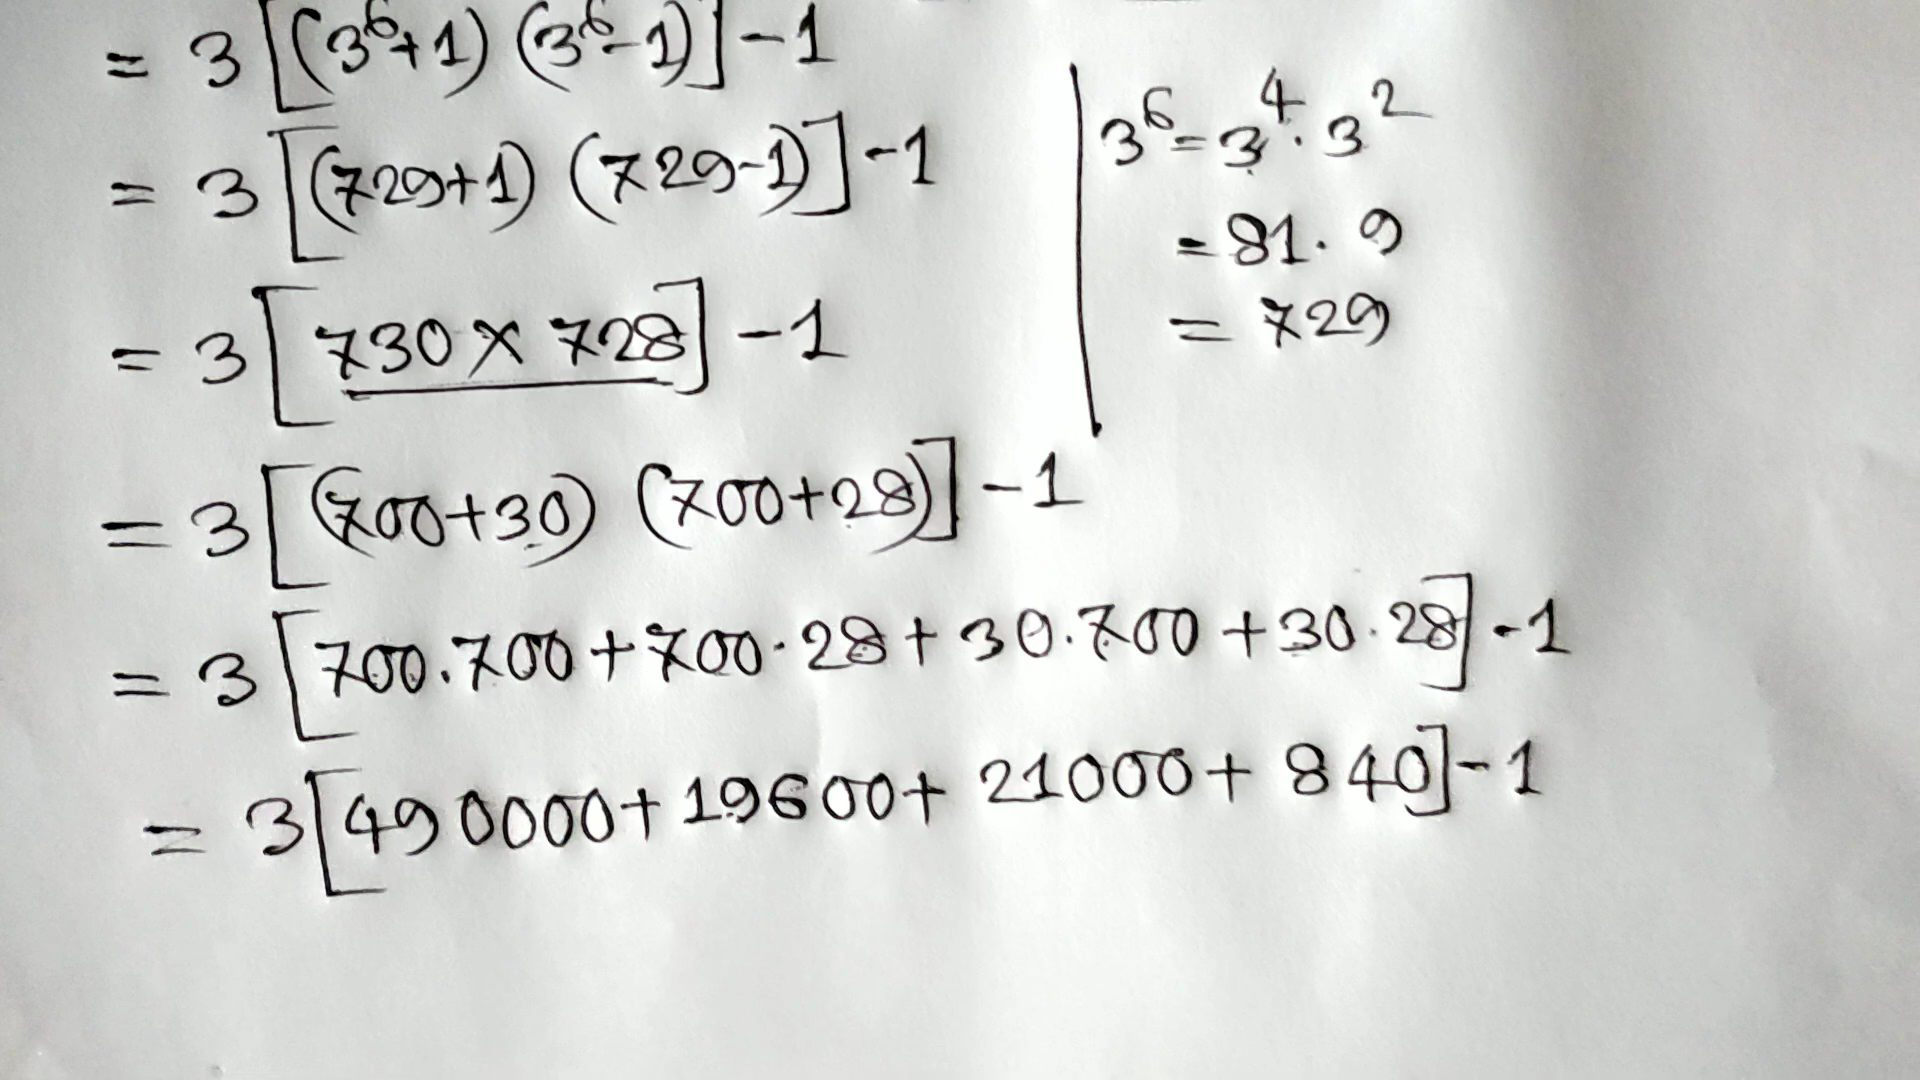 = 3[(3⁶+1) (3⁶-1)] -1
= 3[(729+1) (729-1)] -1
= 3[730 × 728] -1
= 3[(700+30) (700+28)] -1
= 3[700.700 + 700.28 + 30.700 + 30.28] -1
= 3[490000 + 19600 + 21000 + 840] -1
3⁶ = 3⁴.3²
= 81.9
= 729